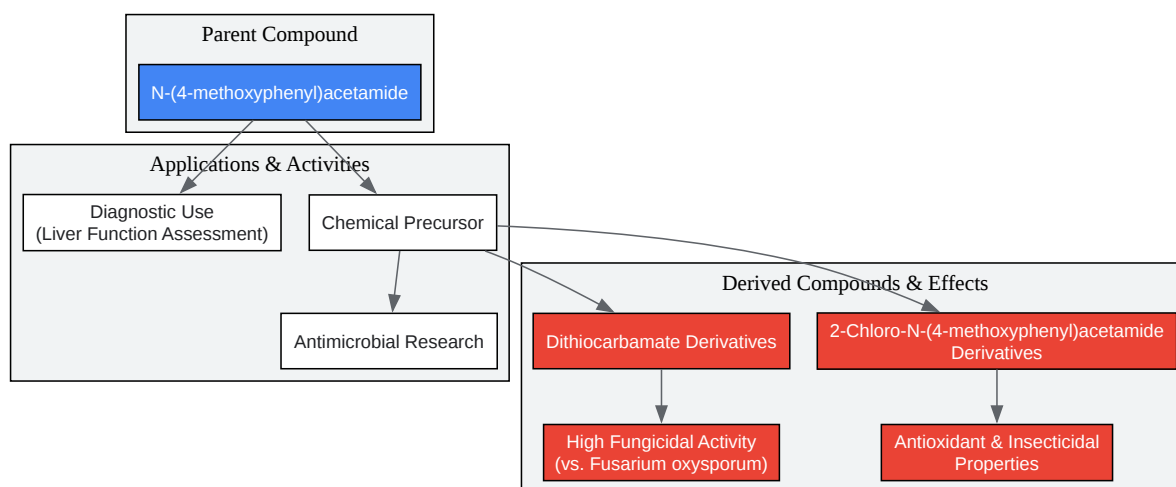 Parent Compound
N-(4-methoxyphenyl)acetamide
Applications & Activities
Diagnostic Use
(Liver Function Assessment)
Chemical Precursor
Antimicrobial Research
Derived Compounds & Effects
Dithiocarbamate Derivatives
2-Chloro-N-(4-methoxyphenyl)acetamide
Derivatives
High Fungicidal Activity
(vs. Fusarium oxysporum)
Antioxidant & Insecticidal
Properties